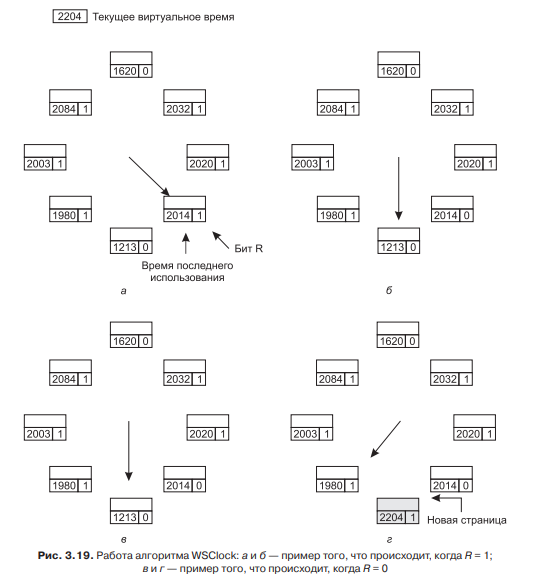 2204 Текущее виртуальное время
1620 0
1620 0
2084 1
2032 1
2084 1
2032 1
2003 1
2020 1
2003 1
2020 1
1980 1
2014 1
1980 1
2014 0
1213 0
1213 0
Бит R
Время последнего
использования
а
б
1620 0
1620 0
2084 1
2032 1
2084 1
2032 1
2003 1
2020 1
2003 1
2020 1
1980 1
2014 0
1980 1
2014 0
1213 0
2204 1
Новая страница
в
г
Рис. 3.19. Работа алгоритма WSClock: а и б — пример того, что происходит, когда R = 1;
в и г — пример того, что происходит, когда R = 0